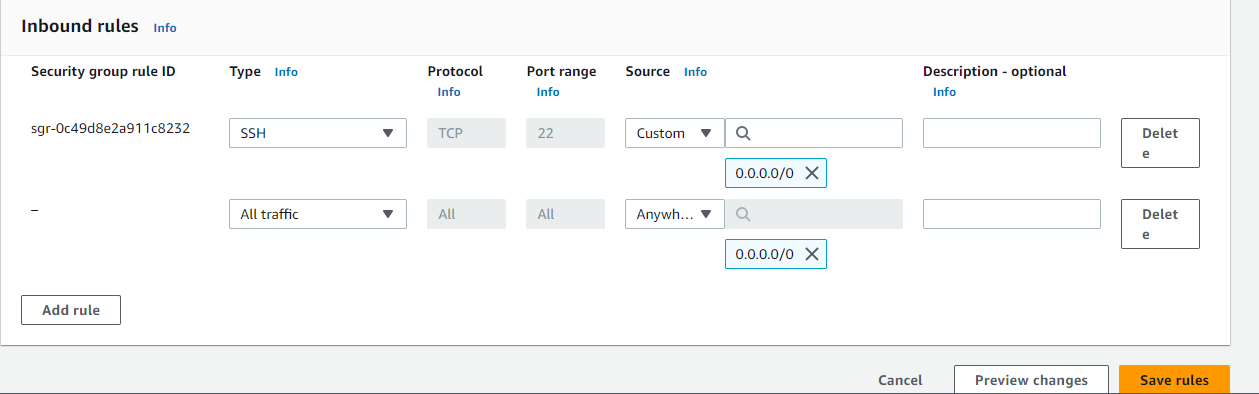 Inbound rules Info
Security group rule ID Type Info Protocol Info Port range Info Source Info Description - optional Info
sgr-0c49d8e2a911c8232 SSH TCP 22 Custom Delete
0.0.0.0/0
– All traffic All All Anywh... Delete
0.0.0.0/0
Add rule
Cancel Preview changes Save rules